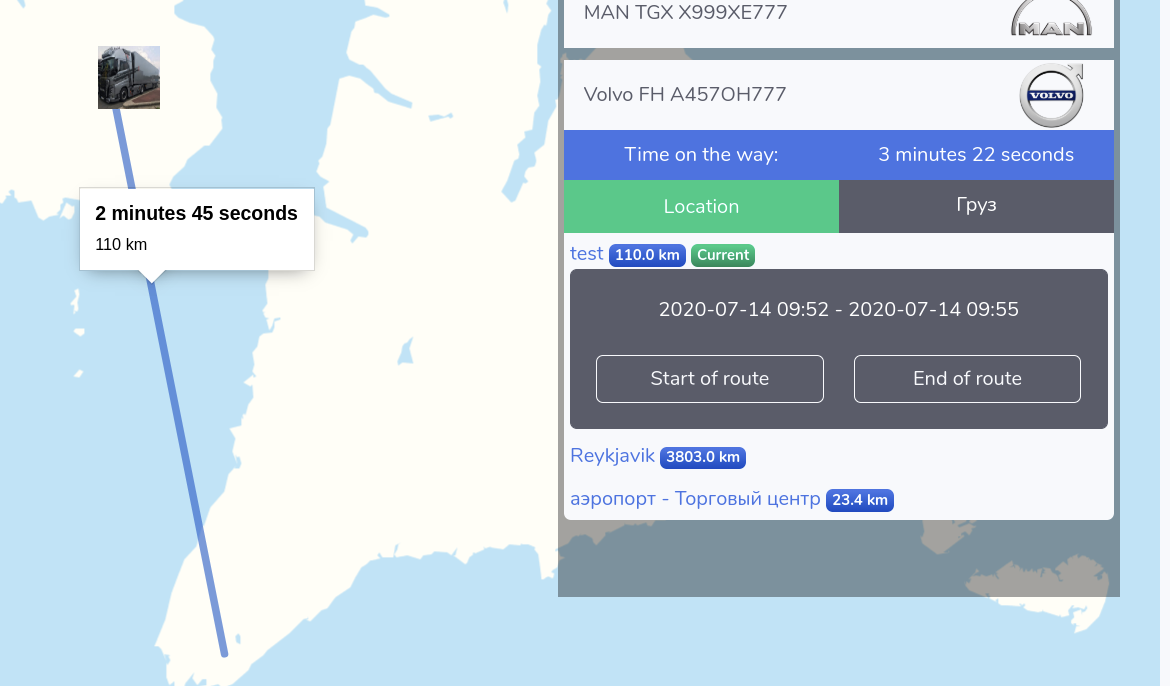 MAN TGX X999XE777
MAN
Volvo FH A457OH777
VOLVO
Time on the way:
3 minutes 22 seconds
Location
Груз
test 110.0 km Current
2020-07-14 09:52 - 2020-07-14 09:55
Start of route
End of route
Reykjavik 3803.0 km
аэропорт - Торговый центр 23.4 km
2 minutes 45 seconds
110 km